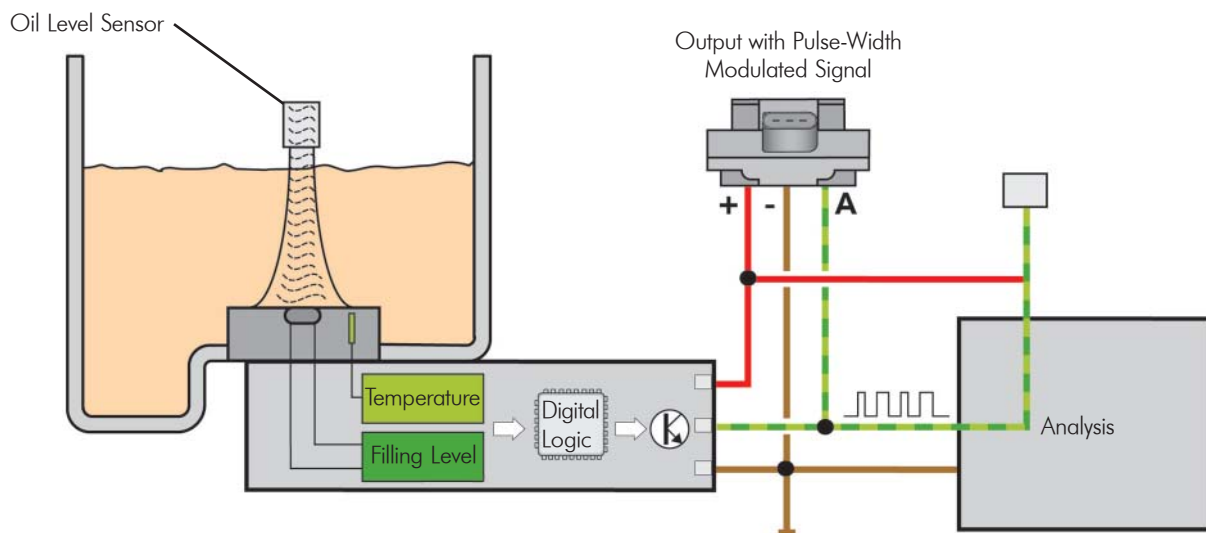 Oil Level Sensor
Output with Pulse-Width
Modulated Signal
+ - A
Temperature
Digital
Logic
Filling Level
Analysis